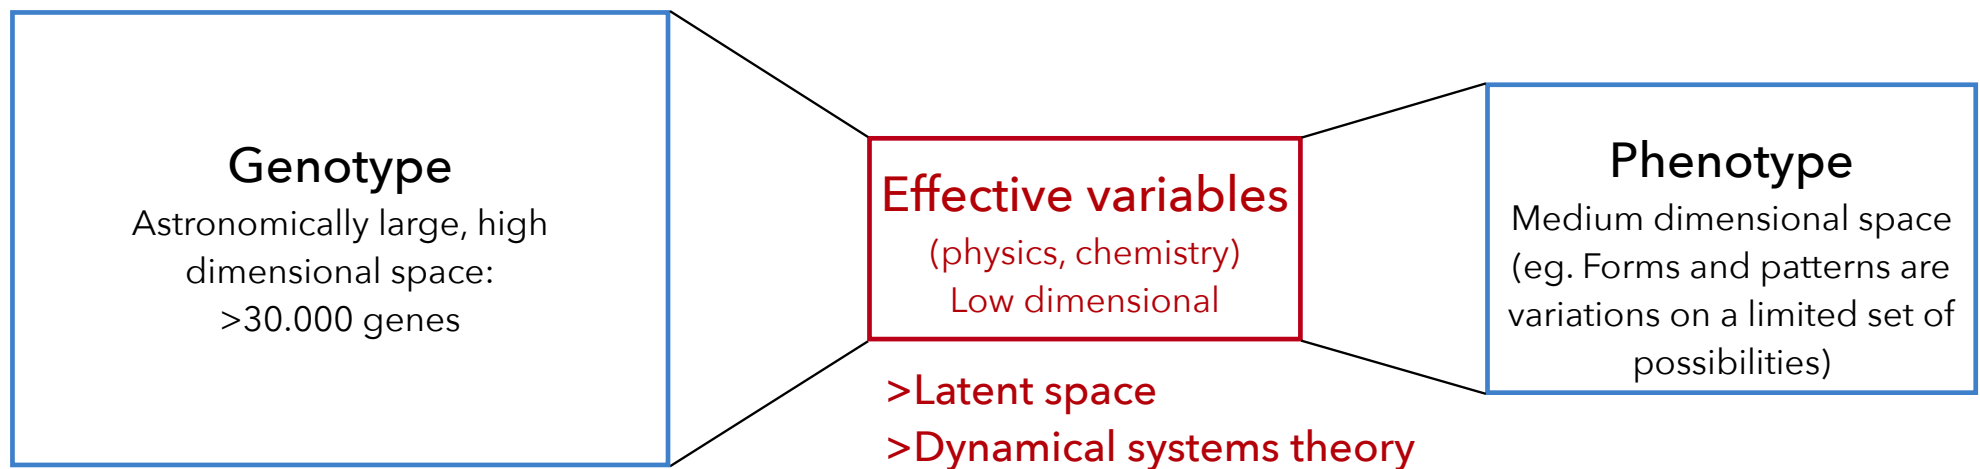 Genotype
Astronomically large, high
dimensional space:
>30.000 genes
Effective variables
(physics, chemistry)
Low dimensional
>Latent space
>Dynamical systems theory
Phenotype
Medium dimensional space
(eg. Forms and patterns are
variations on a limited set of
possibilities)